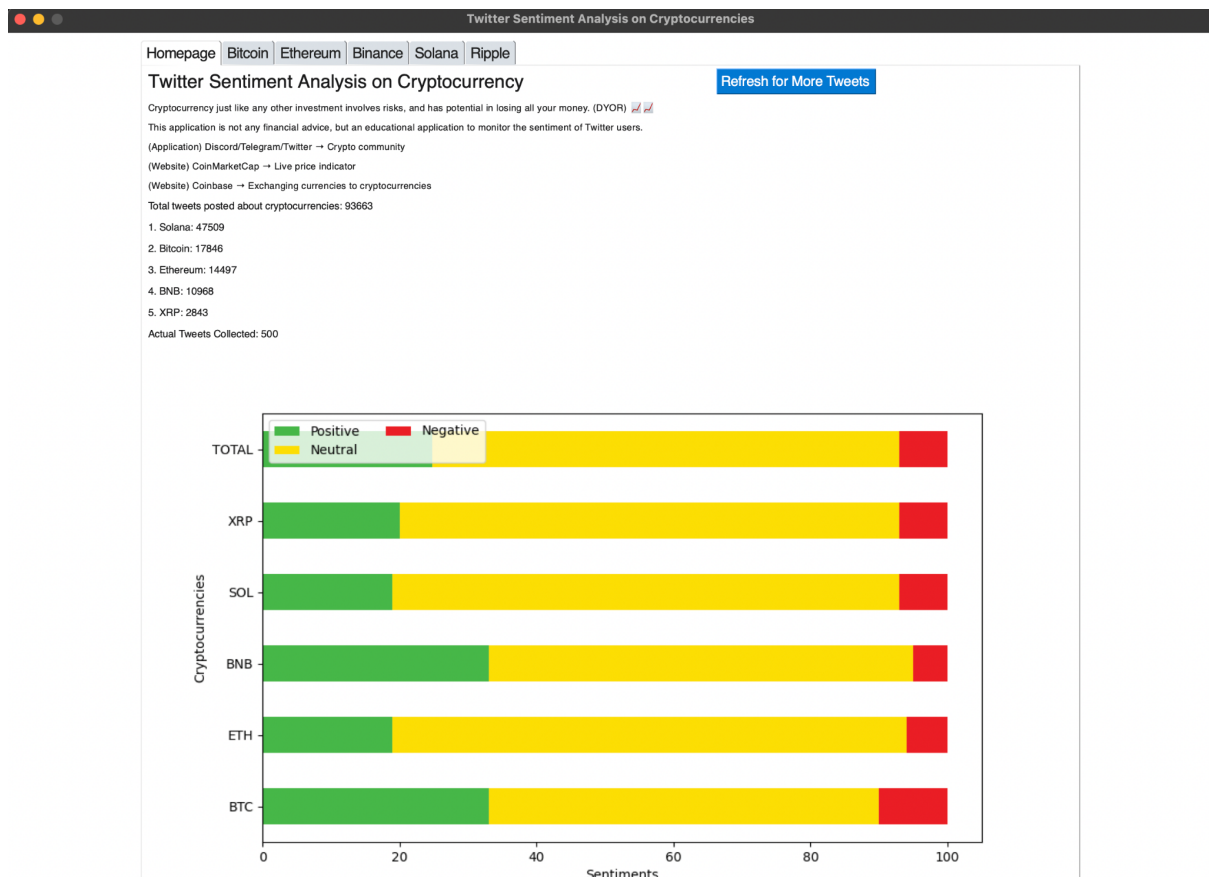 Twitter Sentiment Analysis on Cryptocurrencies
Homepage Bitcoin Ethereum Binance Solana Ripple
Twitter Sentiment Analysis on Cryptocurrency
Refresh for More Tweets
Cryptocurrency just like any other investment involves risks, and has potential in losing all your money. (DYOR) 📈📈
This application is not any financial advice, but an educational application to monitor the sentiment of Twitter users.
(Application) Discord/Telegram/Twitter → Crypto community
(Website) CoinMarketCap → Live price indicator
(Website) Coinbase → Exchanging currencies to cryptocurrencies
Total tweets posted about cryptocurrencies: 93663
1. Solana: 47509
2. Bitcoin: 17846
3. Ethereum: 14497
4. BNB: 10968
5. XRP: 2843
Actual Tweets Collected: 500
Positive Negative
Neutral
TOTAL
XRP
SOL
BNB
ETH
BTC
Cryptocurrencies
0 20 40 60 80 100
Sentiments